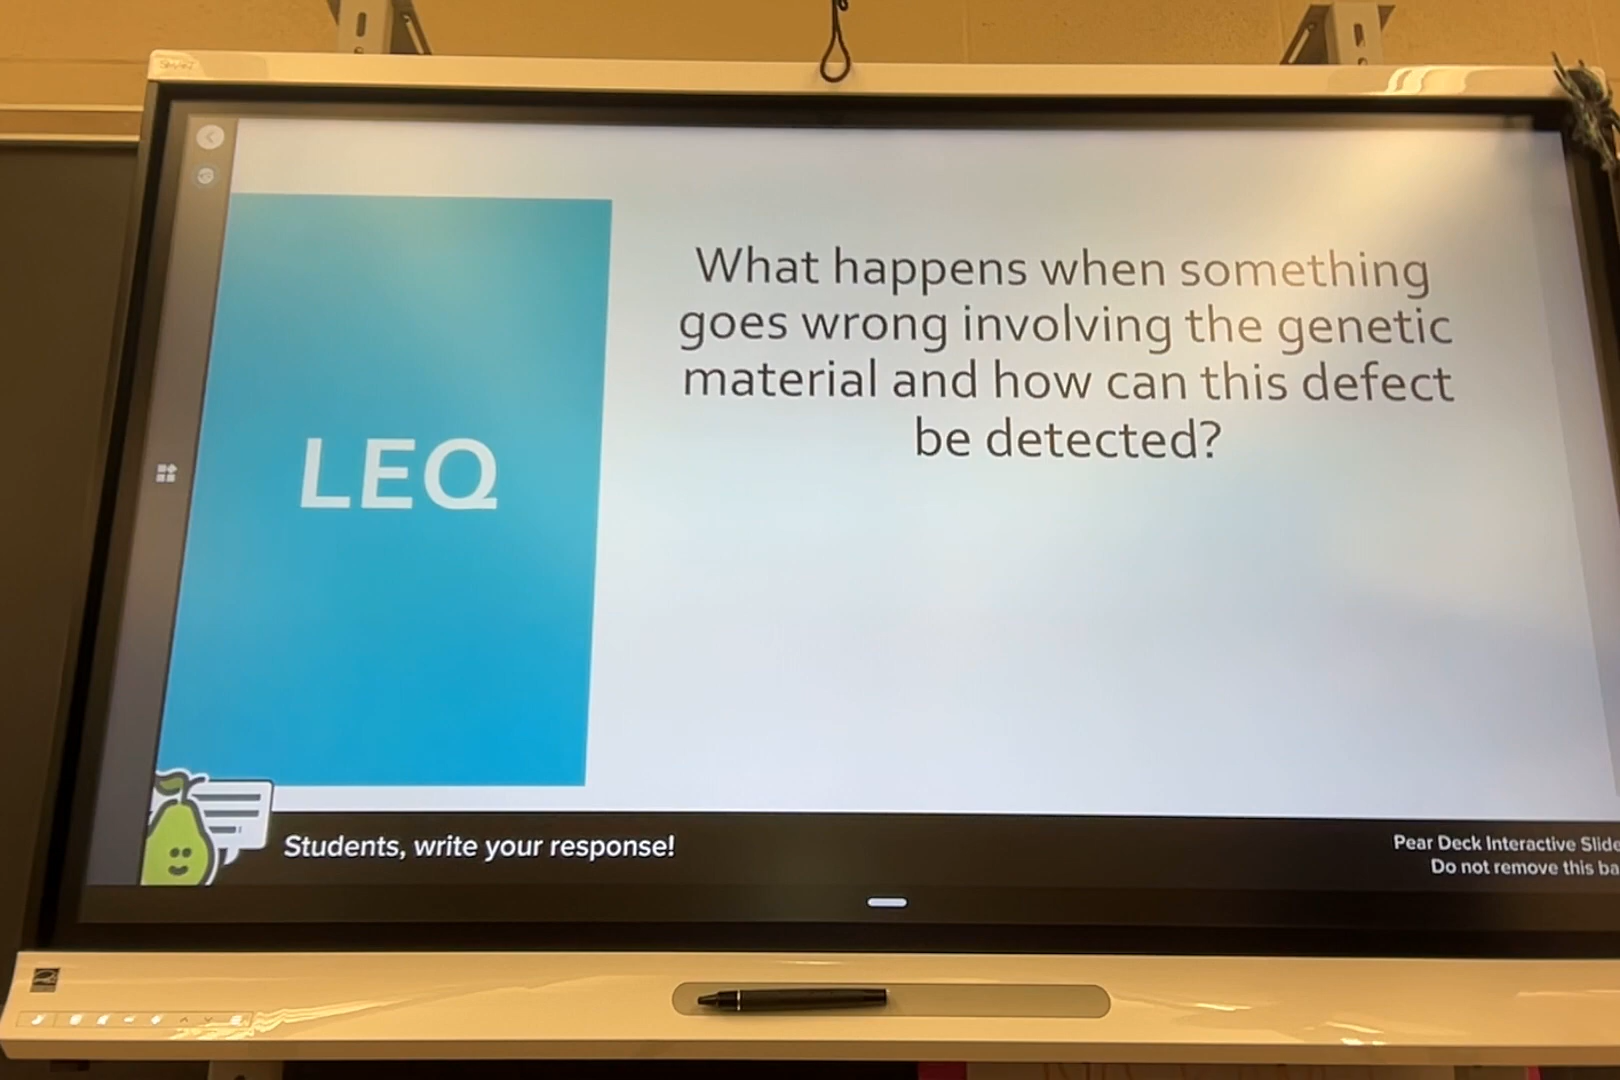 LEQ
What happens when something
goes wrong involving the genetic
material and how can this defect
be detected?
Students, write your response!
Pear Deck Interactive Slide
Do not remove this ba